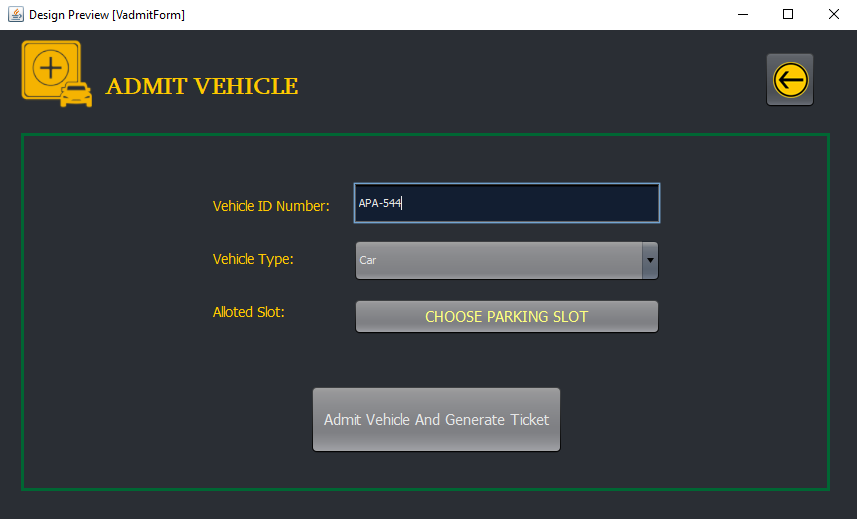 Design Preview [VadmitForm]
ADMIT VEHICLE
Vehicle ID Number:
APA-544
Vehicle Type:
Car
Alloted Slot:
CHOOSE PARKING SLOT
Admit Vehicle And Generate Ticket